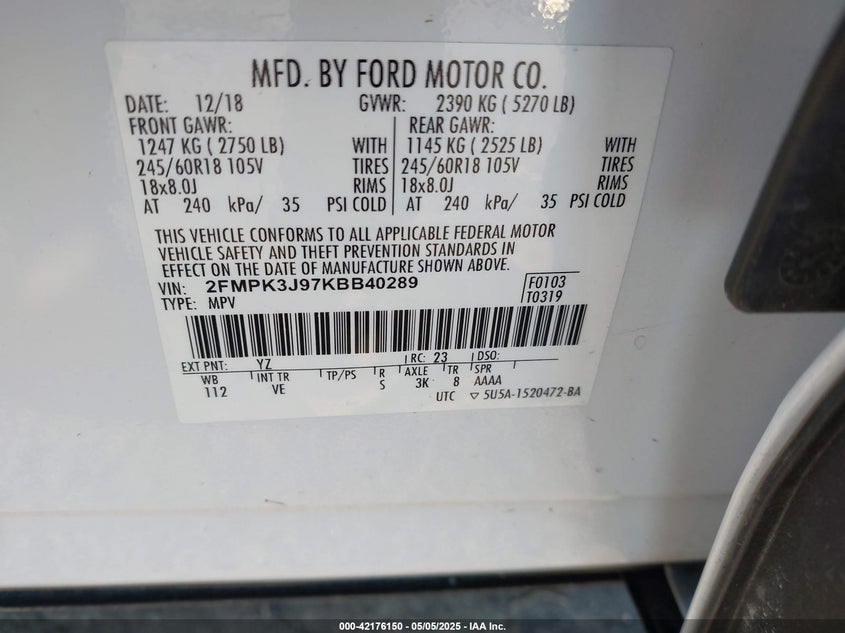 MFD. BY FORD MOTOR CO.
DATE: 12/18 GVWR: 2390 KG ( 5270 LB)
FRONT GAWR: REAR GAWR:
1247 KG ( 2750 LB) WITH 1145 KG ( 2525 LB) WITH
245/60R18 105V TIRES 245/60R18 105V TIRES
18x8.0J RIMS 18x8.0J RIMS
AT 240 kPa/ 35 PSI COLD AT 240 kPa/ 35 PSI COLD
THIS VEHICLE CONFORMS TO ALL APPLICABLE FEDERAL MOTOR
VEHICLE SAFETY AND THEFT PREVENTION STANDARDS IN
EFFECT ON THE DATE OF MANUFACTURE SHOWN ABOVE.
VIN: 2FMPK3J97KBB40289 F0103
TYPE: MPV T0319
EXT PNT: YZ RC: 23 DSO:
WB INT TR TP/PS R AXLE TR SPR
112 VE S 3K 8 AAAA
UTC ▽ 5U5A-1520472-BA
000-42176150 - 05/05/2025 - IAA Inc.